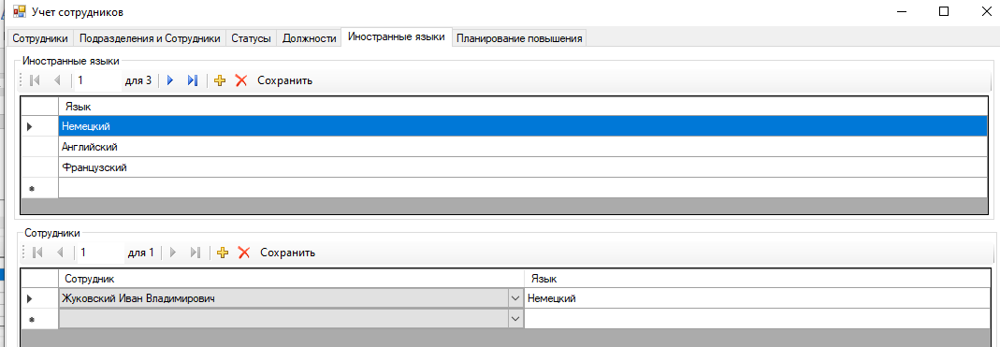 Учет сотрудников
Сотрудники Подразделения и Сотрудники Статусы Должности Иностранные языки Планирование повышения
Иностранные языки
1 для 3 Сохранить
Язык
Немецкий
Английский
Французский
Сотрудники
1 для 1 Сохранить
Сотрудник Язык
Жуковский Иван Владимирович Немецкий